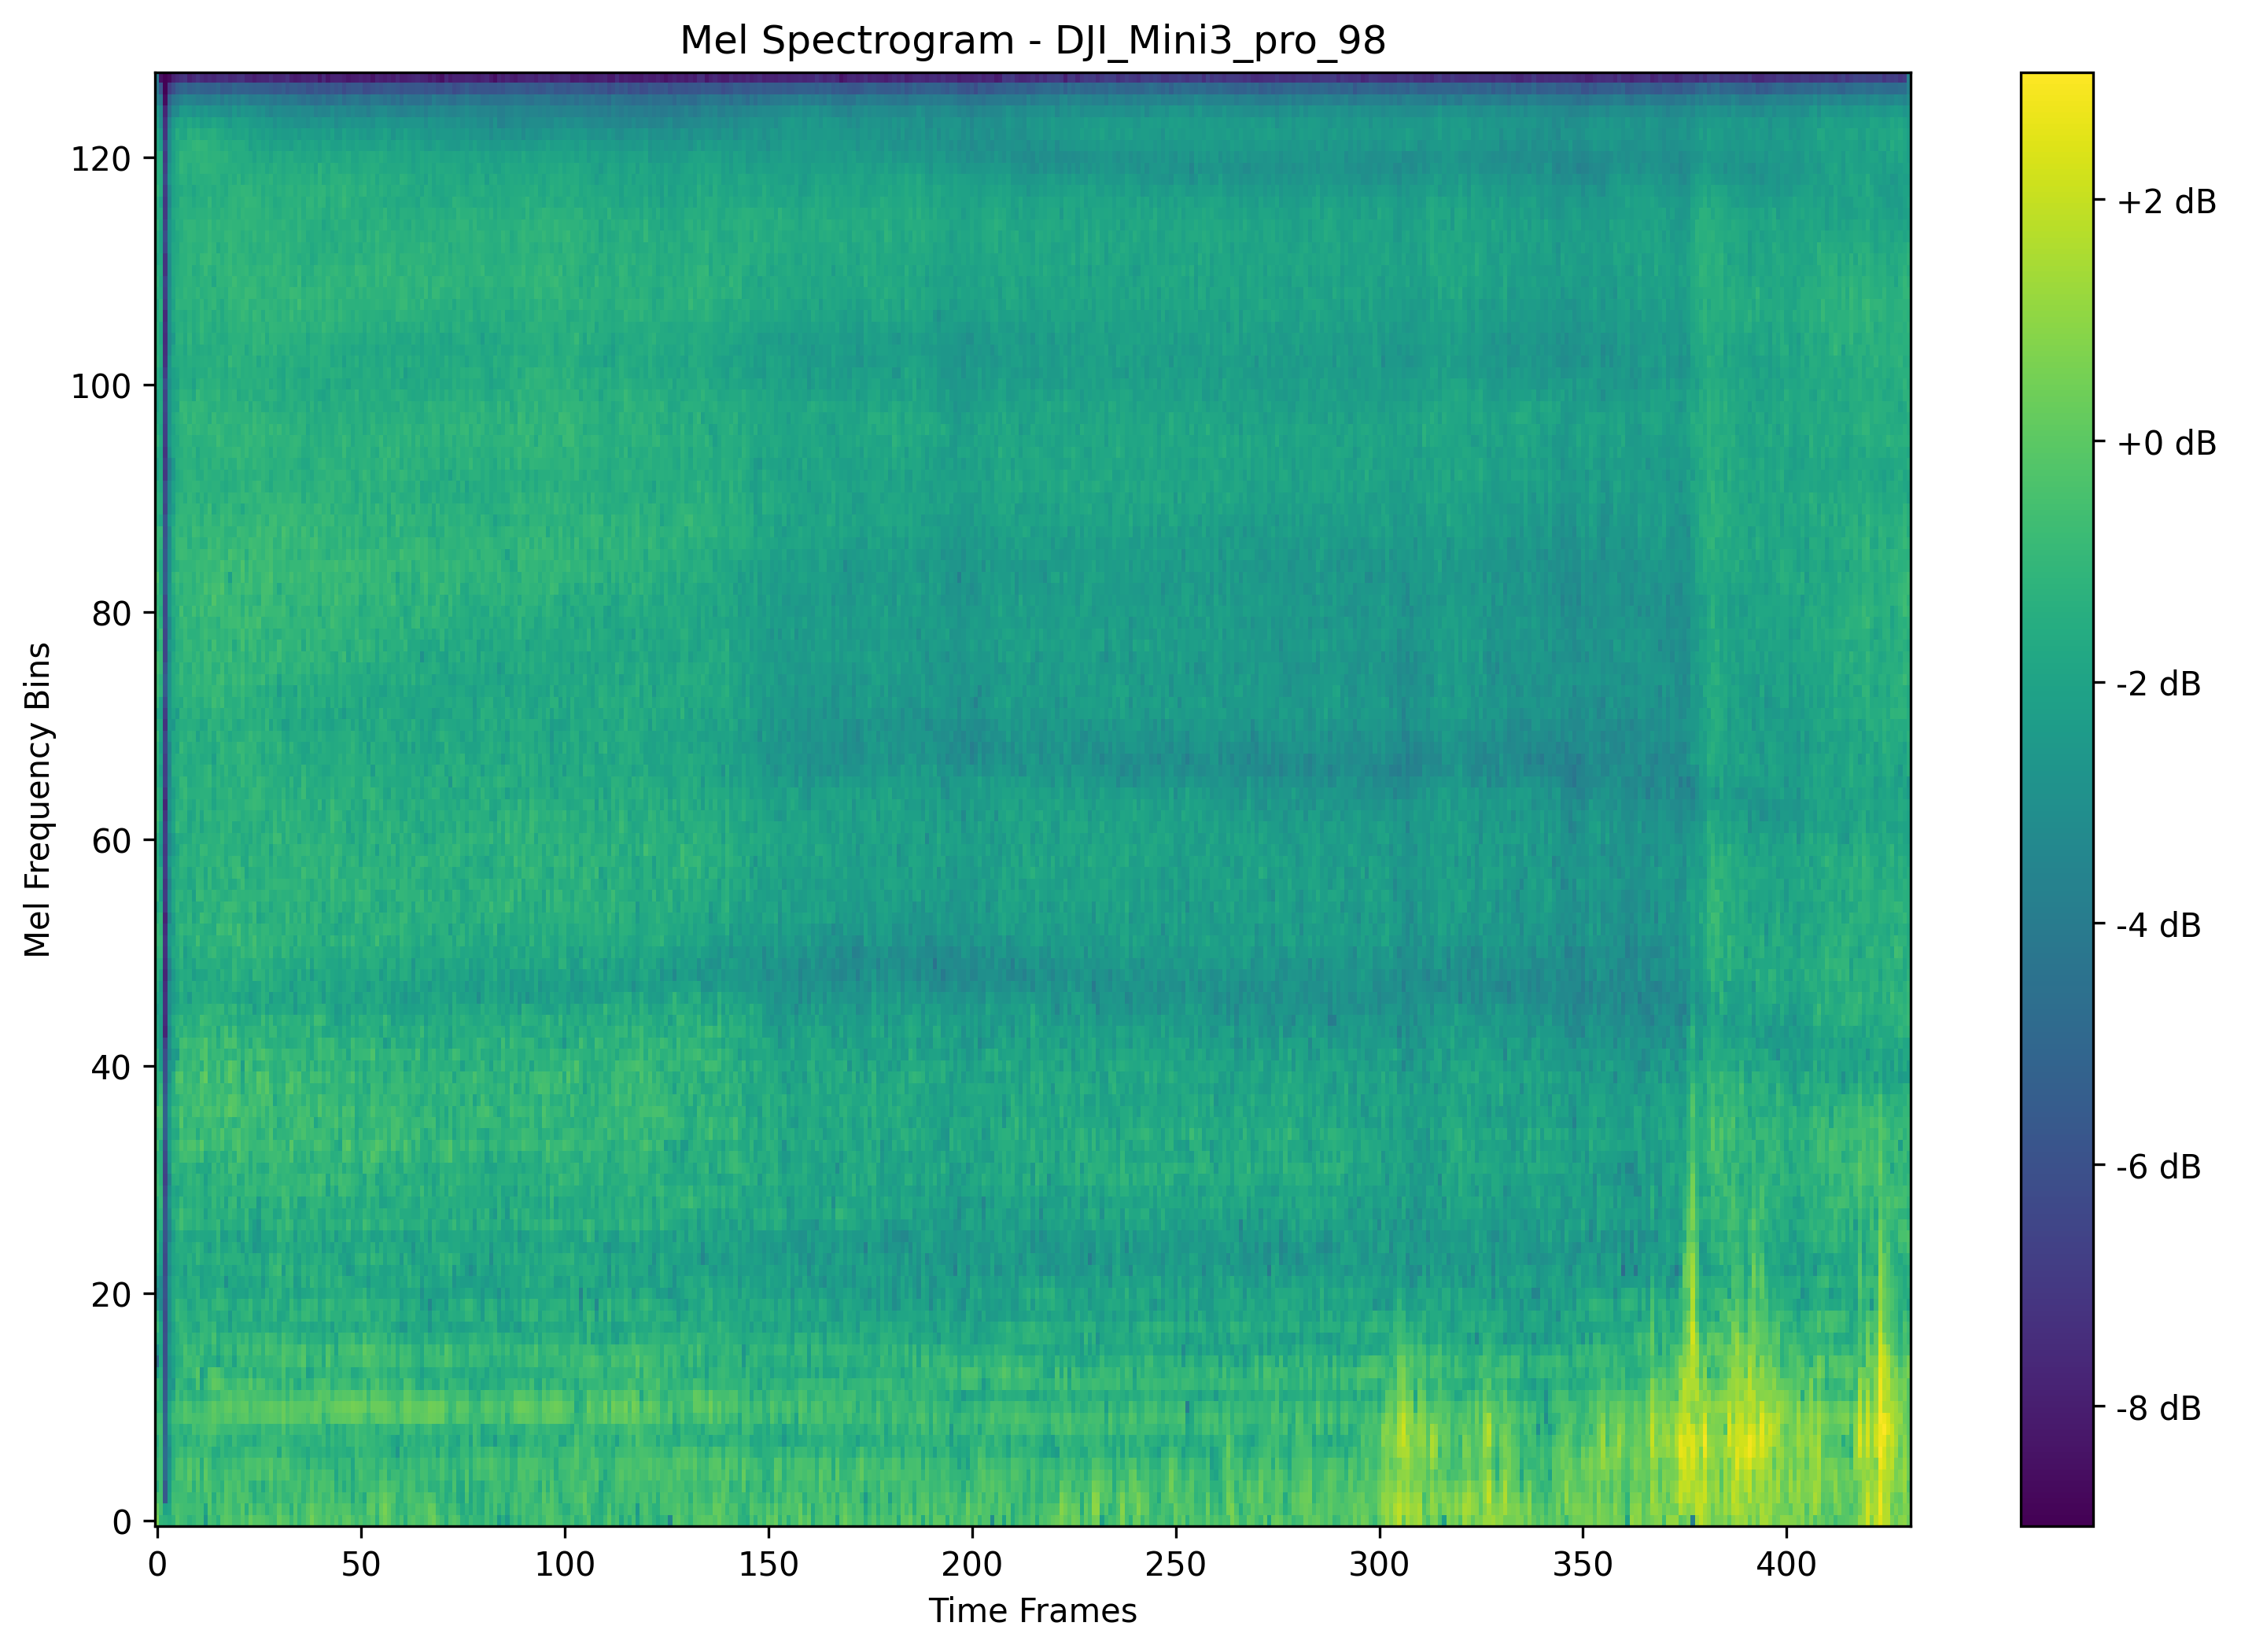 Mel Spectrogram - DJI_Mini3_pro_98
Mel Frequency Bins
120
100
80
60
40
20
0
0 50 100 150 200 250 300 350 400
Time Frames
+2 dB
+0 dB
-2 dB
-4 dB
-6 dB
-8 dB